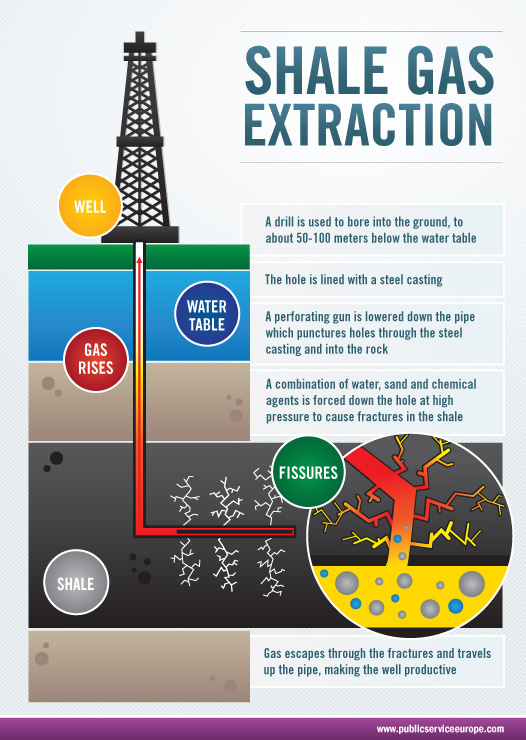 SHALE GAS
EXTRACTION
WELL
A drill is used to bore into the ground, to
about 50-100 meters below the water table
The hole is lined with a steel casting
WATER
TABLE
A perforating gun is lowered down the pipe
which punctures holes through the steel
casting and into the rock
GAS
RISES
A combination of water, sand and chemical
agents is forced down the hole at high
pressure to cause fractures in the shale
FISSURES
SHALE
Gas escapes through the fractures and travels
up the pipe, making the well productive
www.publicserviceeurope.com